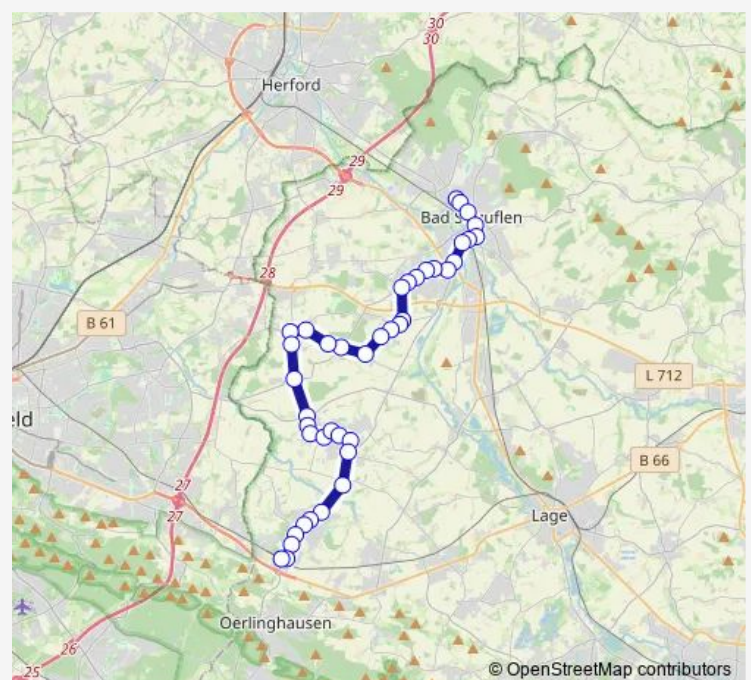 30
30
Herford
29
29
Bad S
uflen
28
B 61
L 712
eld
B 66
27
27
Lage
Oerlinghausen
26
25
© OpenStreetMap contributors